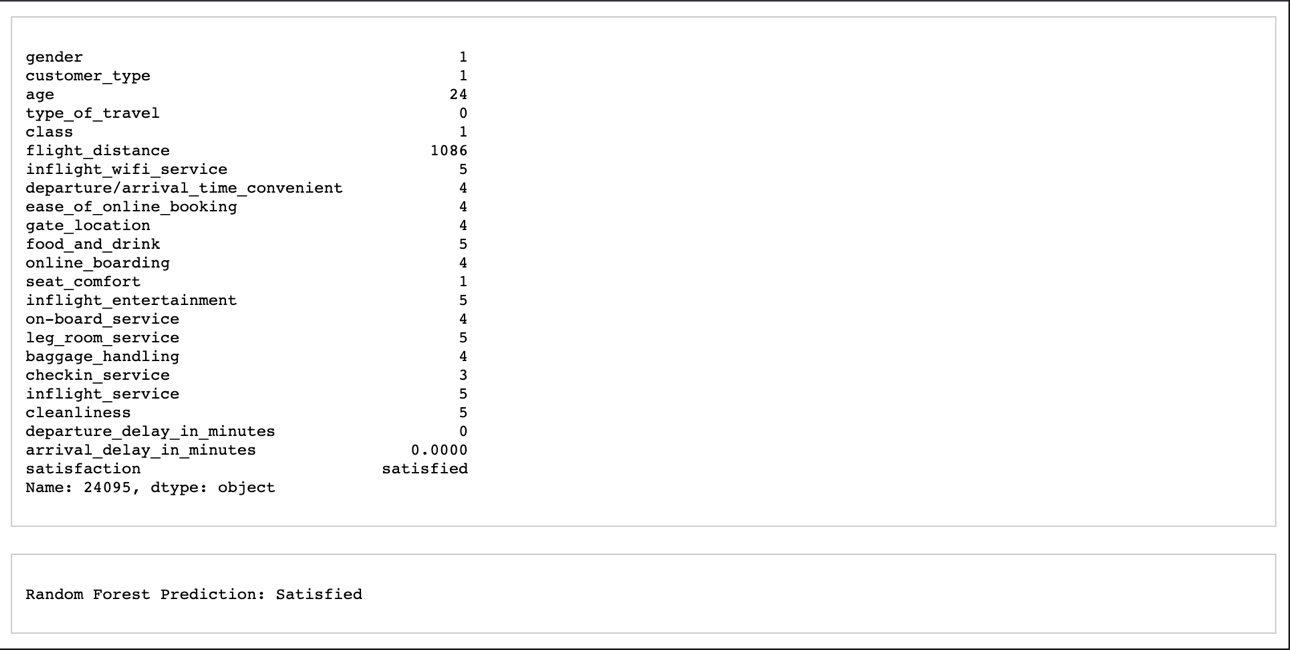 gender 1
customer_type 1
age 24
type_of_travel 0
class 1
flight_distance 1086
inflight_wifi_service 5
departure/arrival_time_convenient 4
ease_of_online_booking 4
gate_location 4
food_and_drink 5
online_boarding 4
seat_comfort 1
inflight_entertainment 5
on-board_service 4
leg_room_service 5
baggage_handling 4
checkin_service 3
inflight_service 5
cleanliness 5
departure_delay_in_minutes 0
arrival_delay_in_minutes 0.0000
satisfaction satisfied
Name: 24095, dtype: object
Random Forest Prediction: Satisfied